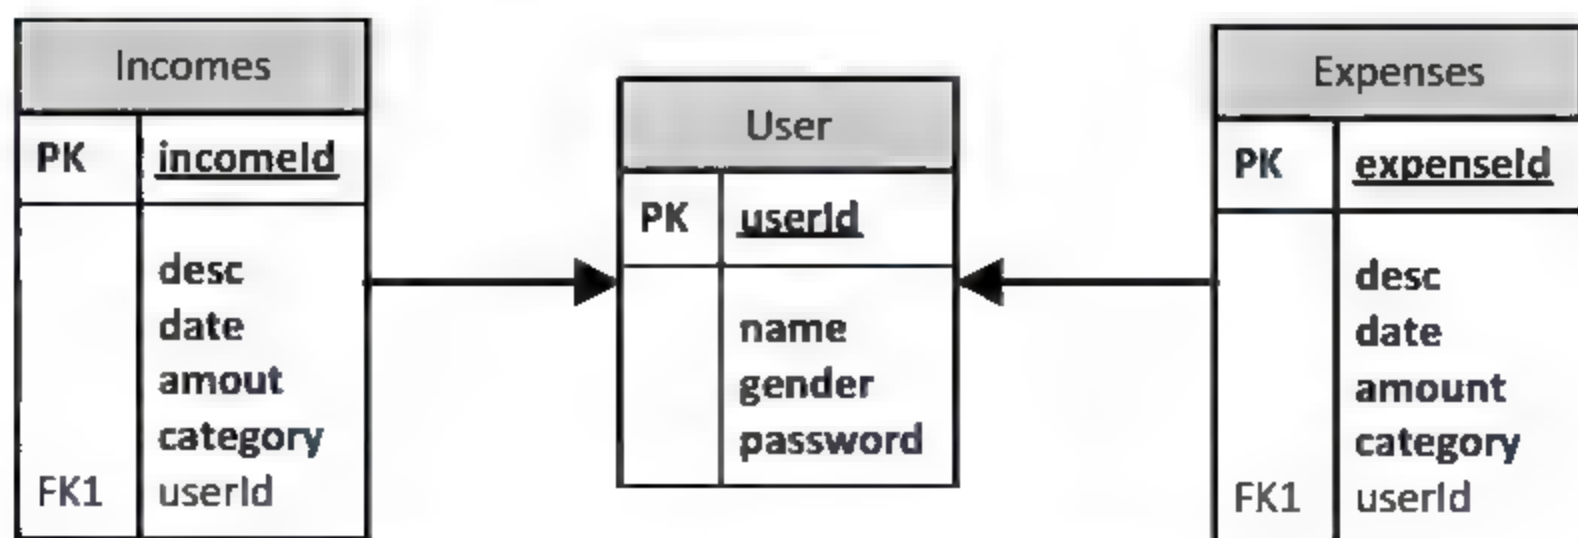 Incomes
PK incomeId
desc
date
amout
category
FK1 userId
User
PK userId
name
gender
password
Expenses
PK expenseId
desc
date
amount
category
FK1 userId